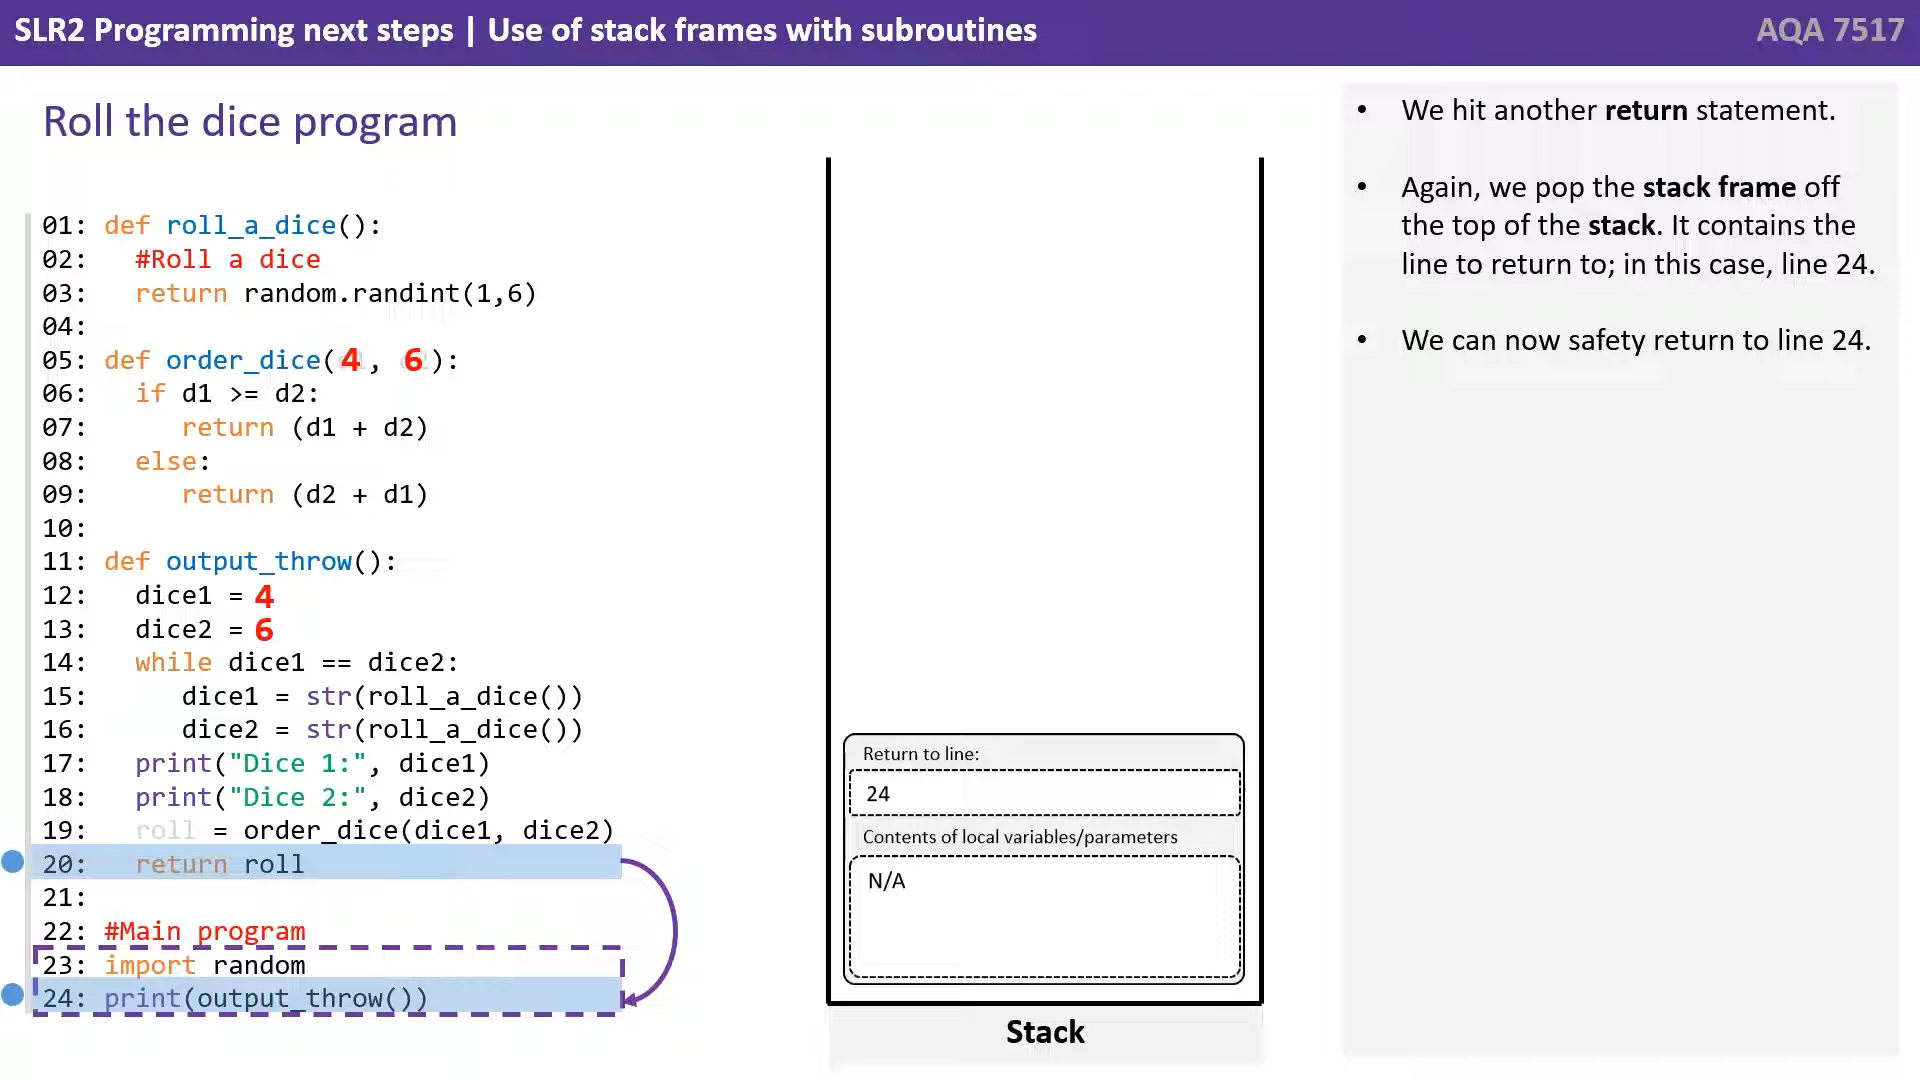 SLR2 Programming next steps | Use of stack frames with subroutines
AQA 7517
Roll the dice program
01: def roll_a_dice():
02: #Roll a dice
03: return random.randint(1,6)
04:
05: def order_dice(4, 6):
06: if d1 >= d2:
07: return (d1 + d2)
08: else:
09: return (d2 + d1)
10:
11: def output_throw():
12: dice1 = 4
13: dice2 = 6
14: while dice1 == dice2:
15: dice1 = str(roll_a_dice())
16: dice2 = str(roll_a_dice())
17: print("Dice 1:", dice1)
18: print("Dice 2:", dice2)
19: roll = order_dice(dice1, dice2)
20: return roll
21:
22: #Main program
23: import random
24: print(output_throw())
Return to line:
24
Contents of local variables/parameters
N/A
Stack
• We hit another return statement.
• Again, we pop the stack frame off
the top of the stack. It contains the
line to return to; in this case, line 24.
• We can now safety return to line 24.